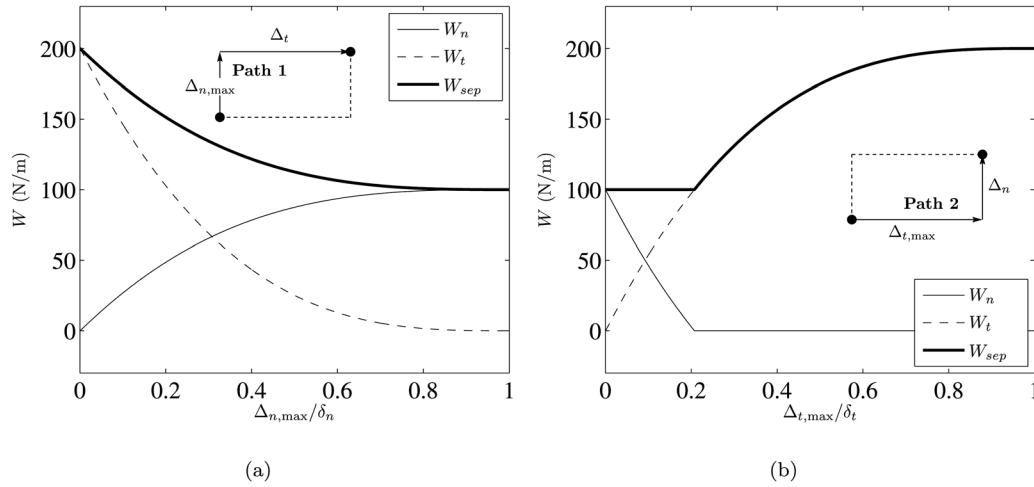 200
150
100
50
0
W (N/m)
0
0.2
0.4
0.6
0.8
1
Δn,max/δn
Δt
Path 1
Δn,max
Wn
Wt
Wsep
(a)
200
150
100
50
0
W (N/m)
0
0.2
0.4
0.6
0.8
1
Δt,max/δt
Δn
Path 2
Δt,max
Wn
Wt
Wsep
(b)